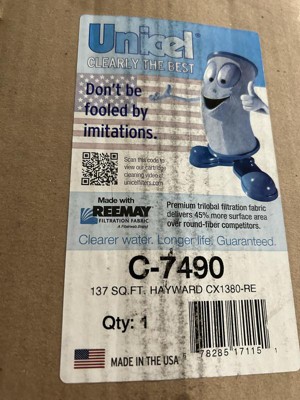 Unicel
CLEARLY THE BEST
Don't be
fooled by
imitations.
Scan this code to
view our cartridge
cleaning video at
unicelfilters.com
Made with
REEMAY
FILTRATION FABRIC
Premium trilobal filtration fabric
delivers 45% more surface area
over round-fiber competitors.
Clearer water. Longer life. Guaranteed.
C-7490
137 SQ.FT. HAYWARD CX1380-RE
Qty: 1
MADE IN THE USA
78285 17115 1